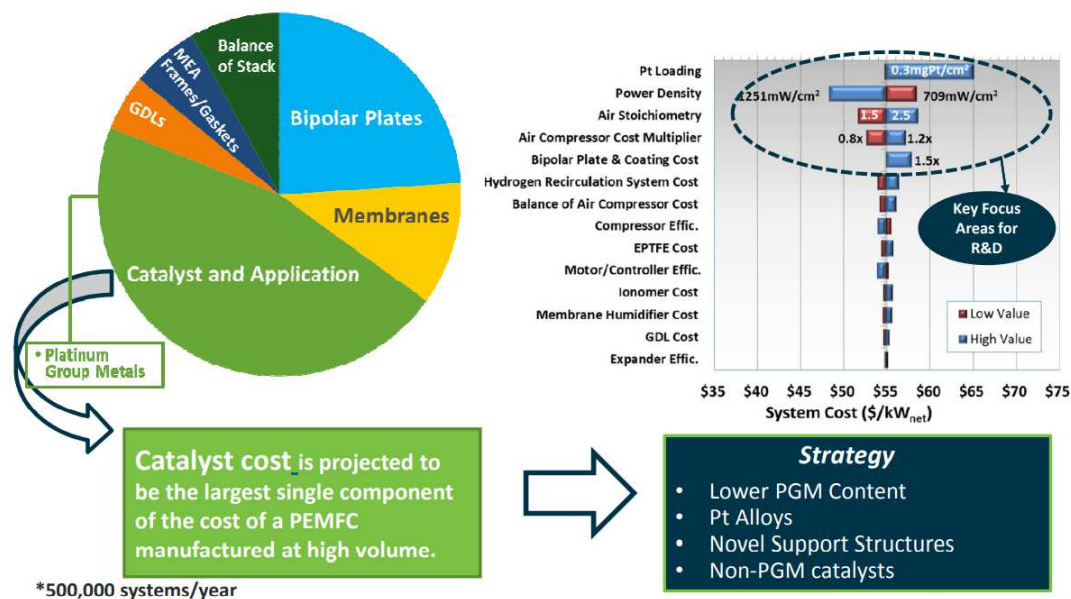 Balance
of Stack
MEA
Frames/Gaskets
GDLs
Bipolar Plates
Membranes
Catalyst and Application
• Platinum
Group Metals
Catalyst cost is projected to
be the largest single component
of the cost of a PEMFC
manufactured at high volume.
*500,000 systems/year
Pt Loading
0.3mgPt/cm²
Power Density
1251mW/cm²
709mW/cm²
Air Stoichiometry
1.5
2.5
Air Compressor Cost Multiplier
0.8x
1.2x
Bipolar Plate & Coating Cost
1.5x
Hydrogen Recirculation System Cost
Balance of Air Compressor Cost
Compressor Effic.
EPTFE Cost
Motor/Controller Effic.
Ionomer Cost
Membrane Humidifier Cost
GDL Cost
Expander Effic.
Key Focus
Areas for
R&D
Low Value
High Value
$35 $40 $50 $55 $60 $65 $70 $75
System Cost ($/kWnet)
Strategy
• Lower PGM Content
• Pt Alloys
• Novel Support Structures
• Non-PGM catalysts